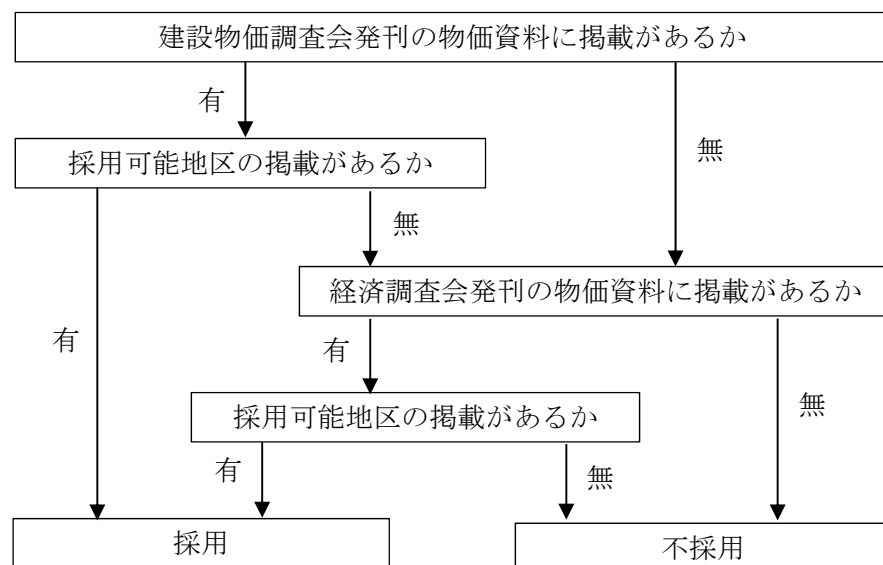 建設物価調査会発刊の物価資料に掲載があるか
有
無
採用可能地区の掲載があるか
無
経済調査会発刊の物価資料に掲載があるか
有
有
採用可能地区の掲載があるか
無
有
無
採用
不採用